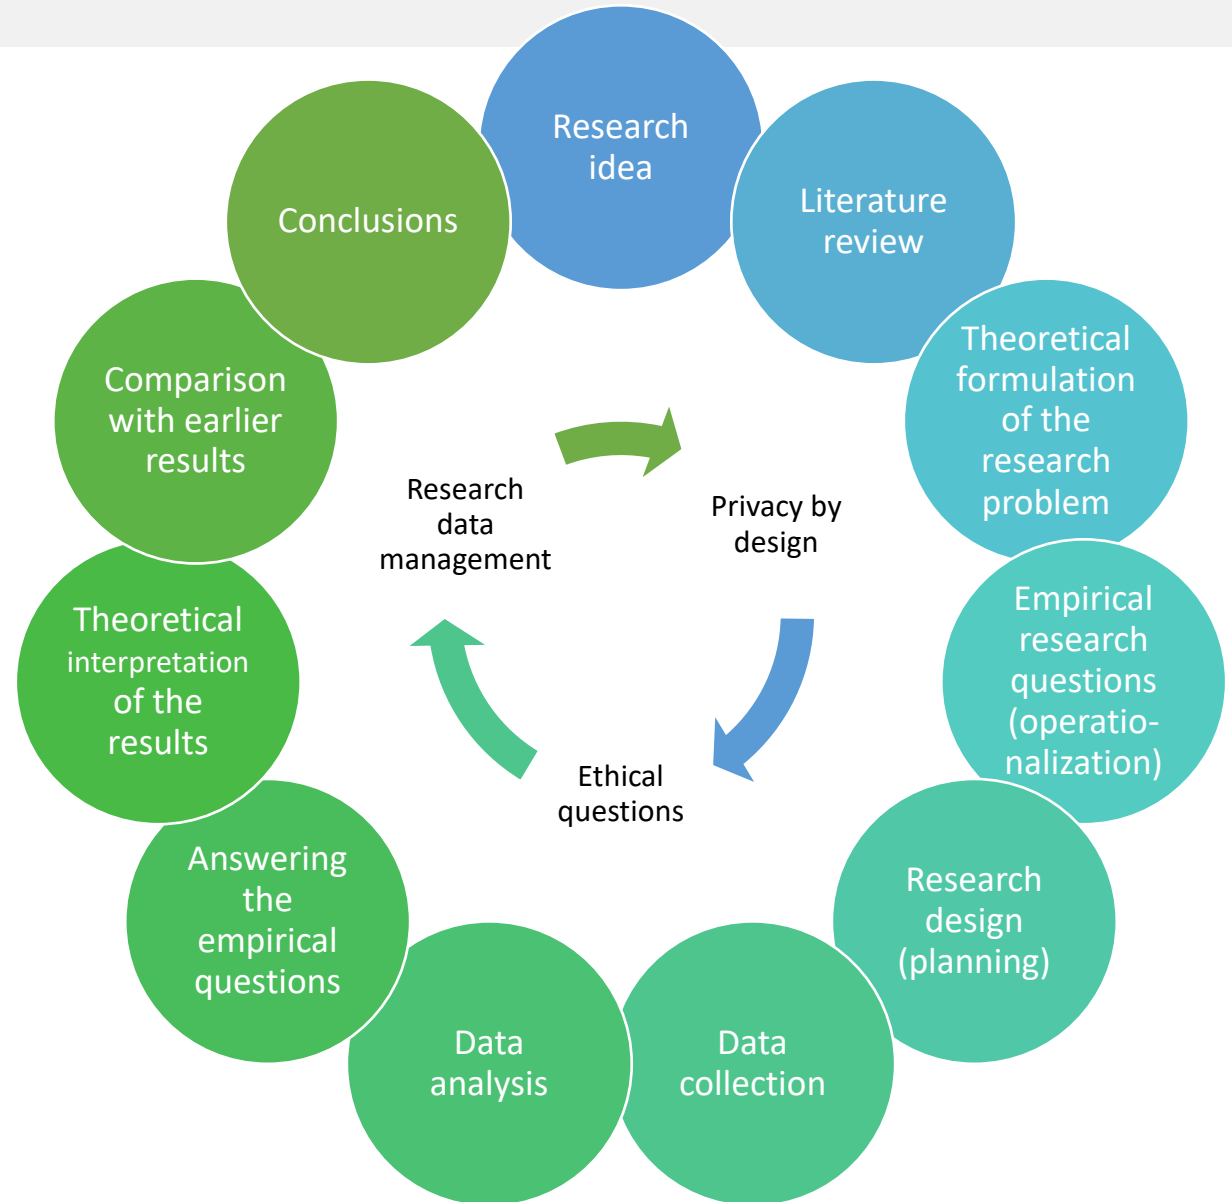 Research
idea
Literature
review
Theoretical
formulation
of the
research
problem
Empirical
research
questions
(operatio-
nalization)
Research
design
(planning)
Data
collection
Data
analysis
Answering
the
empirical
questions
Theoretical
interpretation
of the
results
Comparison
with earlier
results
Conclusions
Privacy by
design
Ethical
questions
Research
data
management